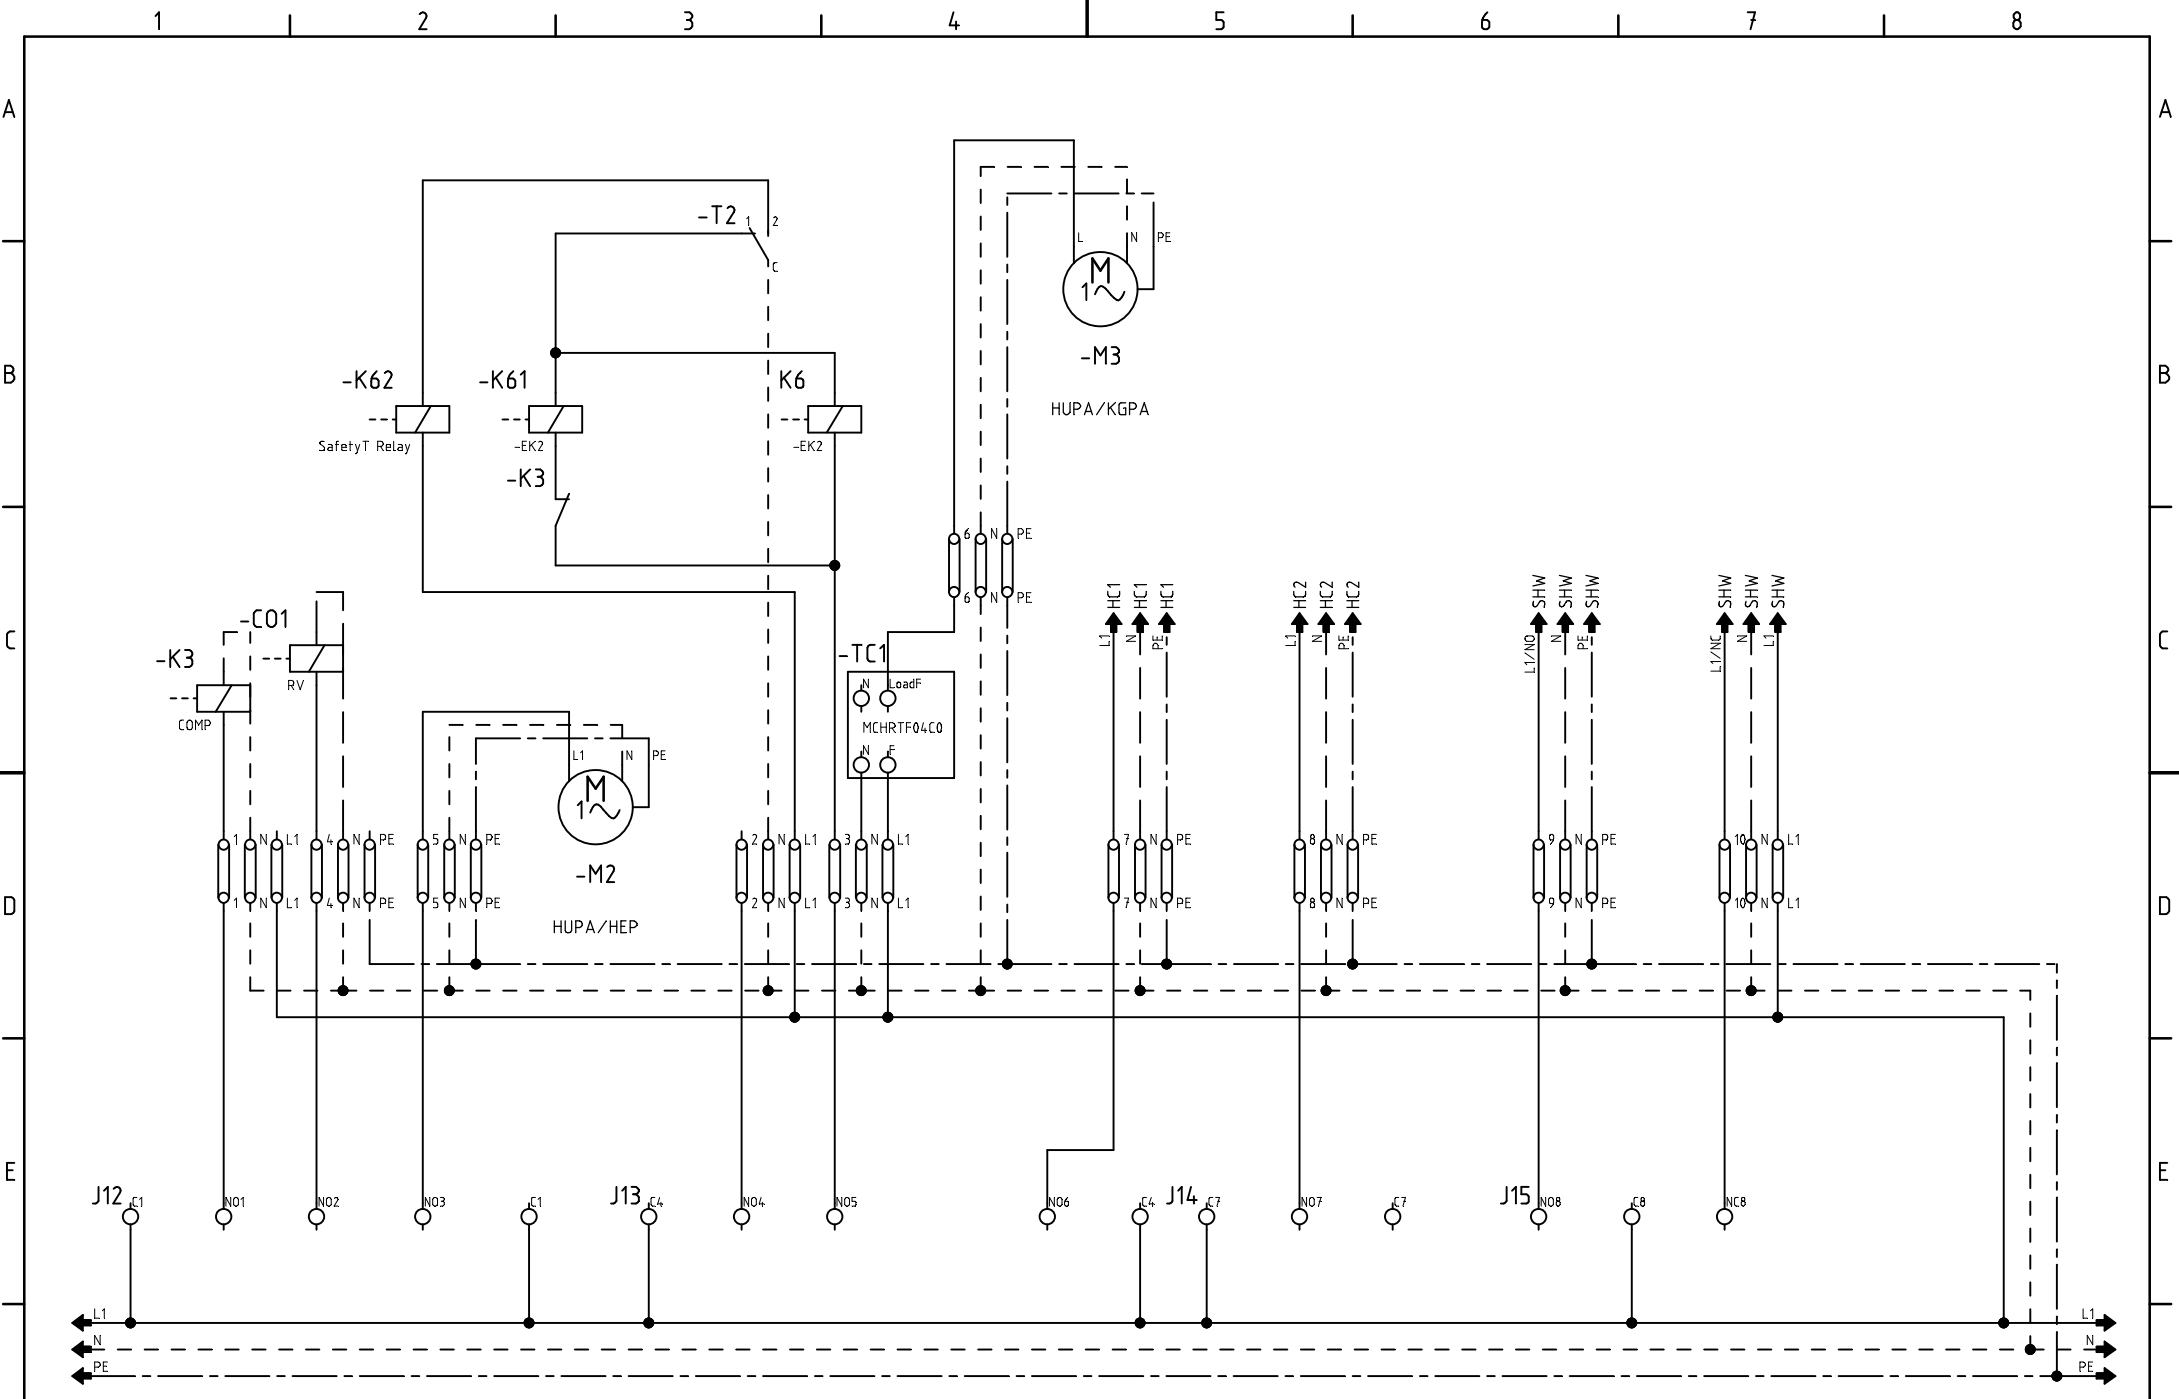 1 2 3 4 5 6 7 8
A A
-T2 1 2
C
L N PE
M
1
-M3
B B
-K62 -K61 K6
HUPA/KGPA
SafetyT Relay -EK2 -EK2
-K3
6 N PE
6 N PE
HC1 HC1 HC1 HC2 HC2 HC2 SHW SHW SHW SHW SHW SHW
L1 N PE L1 N PE L1/NO N PE L1/NC N L1
C C
-CO1
-K3
-TC1
RV
N LoadF
COMP
MCHRTF04C0
N F
L1 N PE
M
1
1 N L1 4 N PE 5 N PE 2 N L1 3 N L1 7 N PE 8 N PE 9 N PE 10 N L1
-M2
1 N L1 4 N PE 5 N PE 2 N L1 3 N L1 7 N PE 8 N PE 9 N PE 10 N L1
D D
HUPA/HEP
E E
J12 C1 NO1 NO2 NO3 C1 J13 C4 NO4 NO5 NO6 C4 J14 C7 NO7 C7 J15 NO8 C8 NC8
L1 L1
N N
PE PE